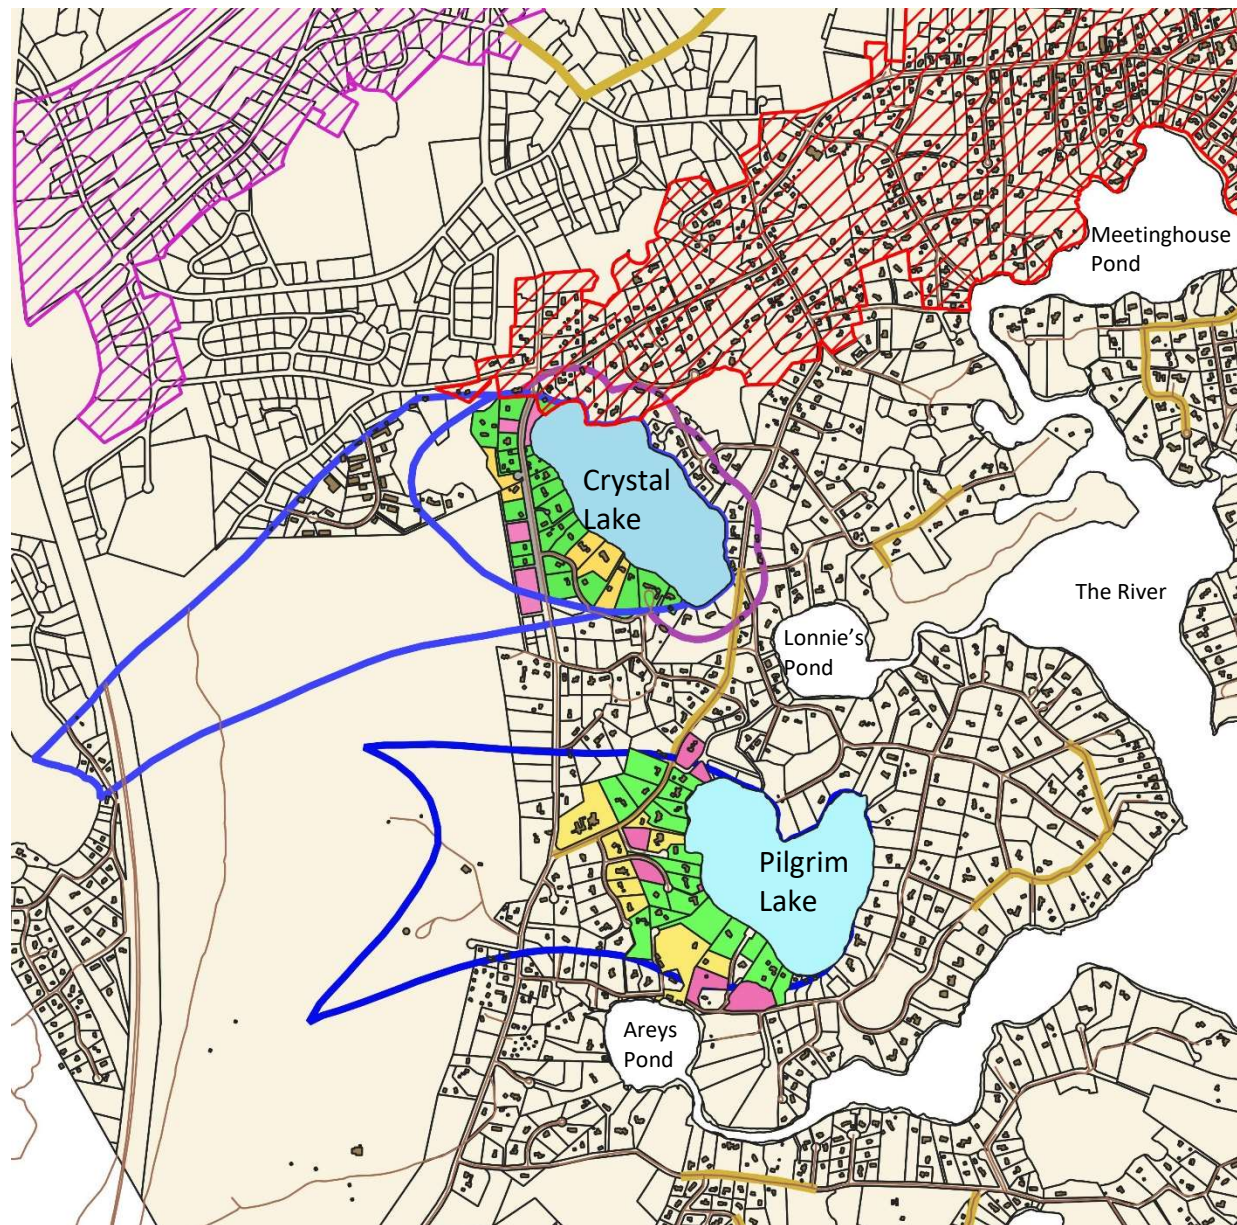 Meetinghouse
Pond
Crystal
Lake
The River
Lonnie’s
Pond
Pilgrim
Lake
Areys
Pond